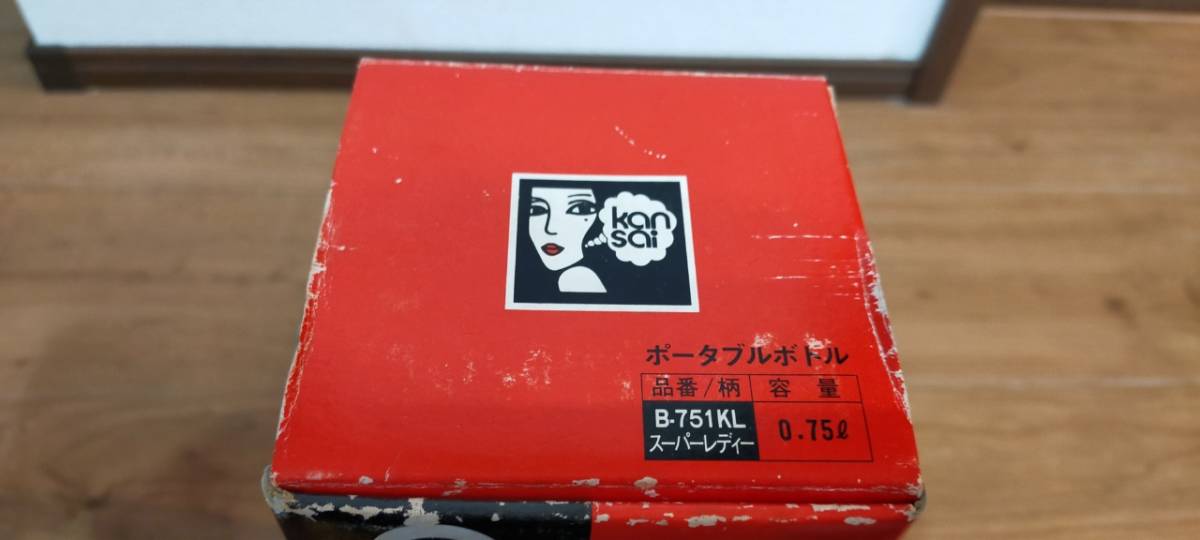 kan
sai
ポータブルボトル
品番/柄 容量
B-751KL
スーパーレディー
0.75ℓ